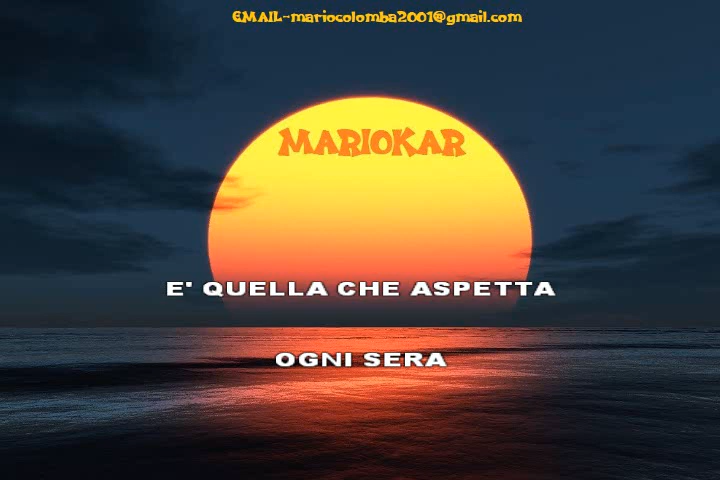 EMAIL-mariocolomba2001@gmail.com
MARIOKAR
E' QUELLA CHE ASPETTA
OGNI SERA